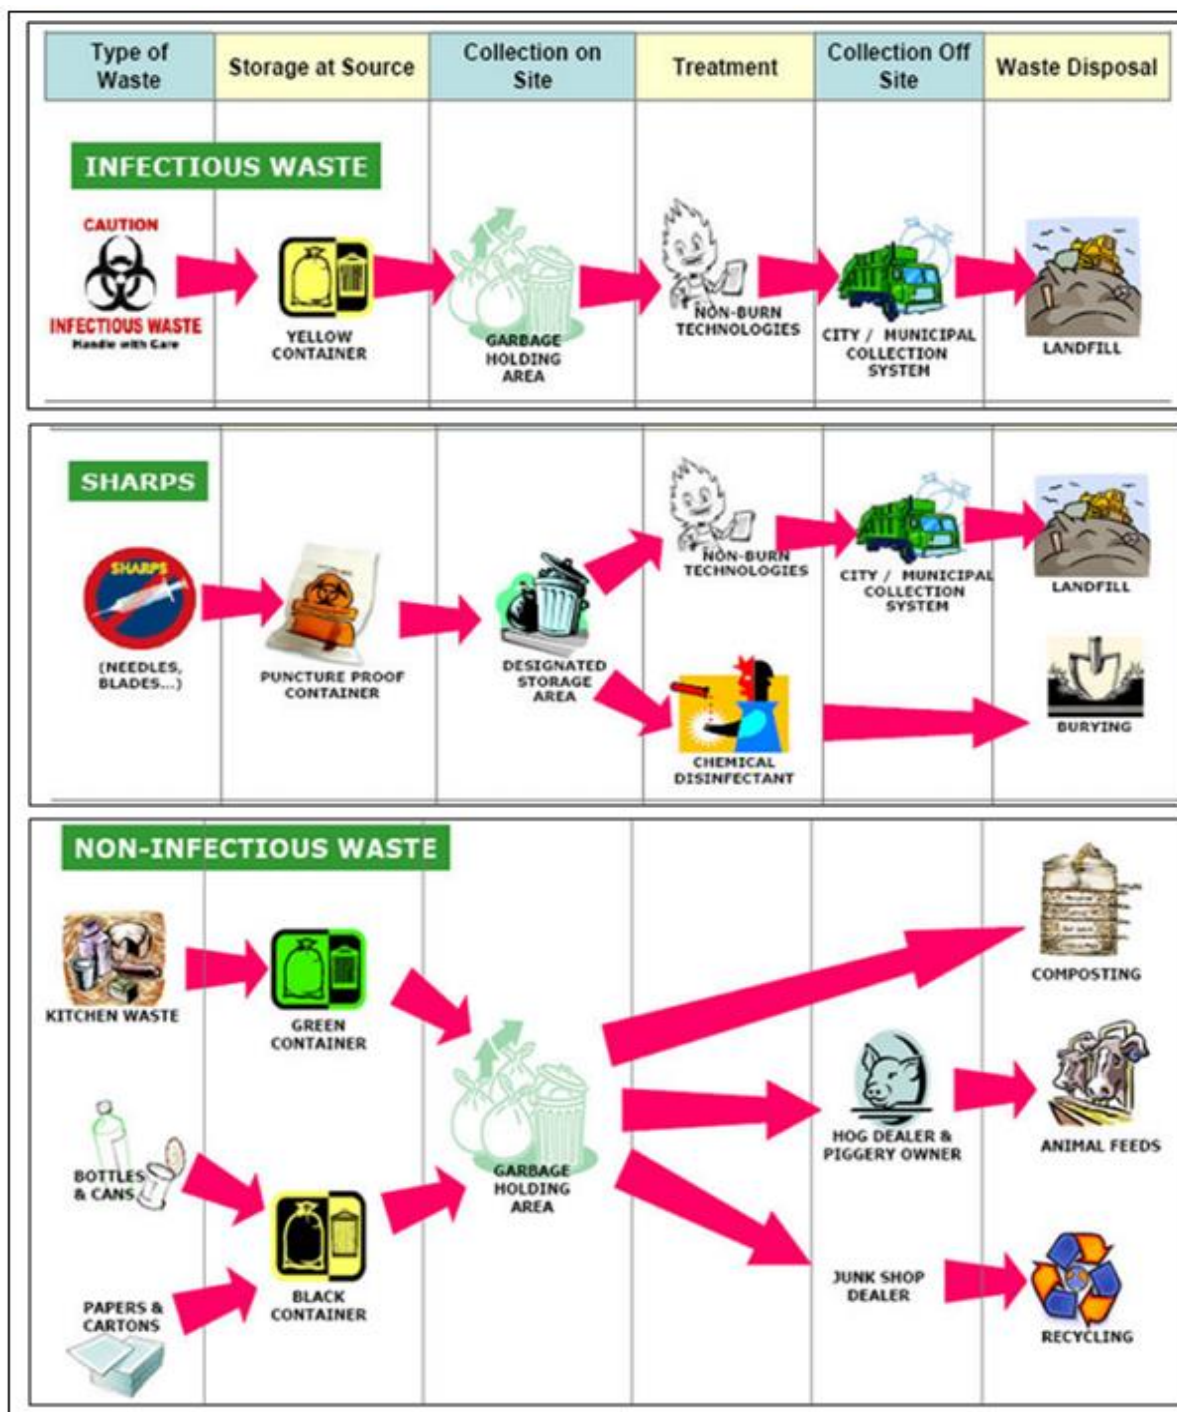 Type of
Waste
Storage at Source
Collection on
Site
Treatment
Collection Off
Site
Waste Disposal
INFECTIOUS WASTE
CAUTION
INFECTIOUS WASTE
Handle with Care
YELLOW
CONTAINER
GARBAGE
HOLDING
AREA
NON-BURN
TECHNOLOGIES
CITY / MUNICIPAL
COLLECTION
SYSTEM
LANDFILL
SHARPS
SHARPS
(NEEDLES,
BLADES...)
PUNCTURE PROOF
CONTAINER
DESIGNATED
STORAGE
AREA
NON-BURN
TECHNOLOGIES
CITY / MUNICIPAL
COLLECTION
SYSTEM
LANDFILL
CHEMICAL
DISINFECTANT
BURYING
NON-INFECTIOUS WASTE
KITCHEN WASTE
GREEN
CONTAINER
COMPOSTING
BOTTLES
& CANS
GARBAGE
HOLDING
AREA
HOG DEALER &
PIGGERY OWNER
ANIMAL FEEDS
PAPERS &
CARTONS
BLACK
CONTAINER
JUNK SHOP
DEALER
RECYCLING